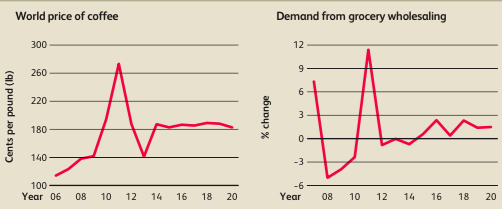 World price of coffee
Cents per pound (lb)
300
260
220
180
140
100
Year 06 08 10 12 14 16 18 20
Demand from grocery wholesaling
% change
12
9
6
3
0
–3
–6
Year 08 10 12 14 16 18 20